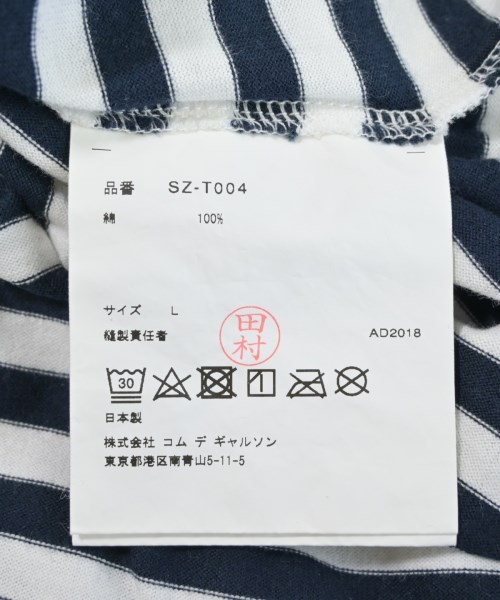 品番 SZ-T004
綿 100%
サイズ L
縫製責任者 田村 AD2018
30
日本製
株式会社 コム デ ギャルソン
東京都港区南青山5-11-5